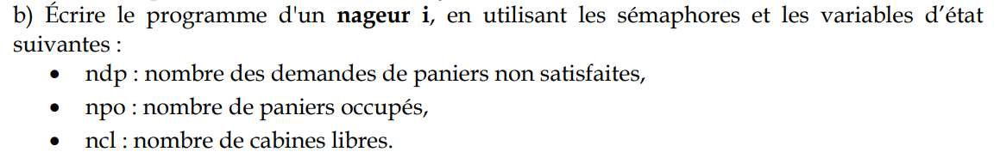 b) Écrire le programme d'un nageur i, en utilisant les sémaphores et les variables d’état
suivantes :
• ndp : nombre des demandes de paniers non satisfaites,
• npo : nombre de paniers occupés,
• ncl : nombre de cabines libres.